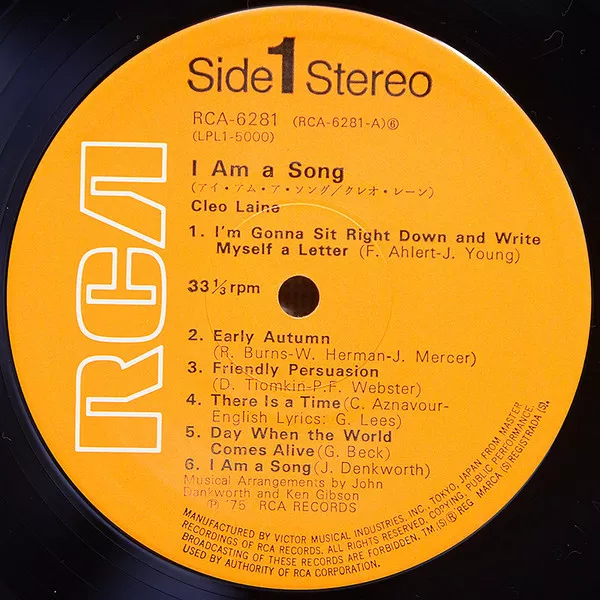 Side 1 Stereo
RCA-6281 (RCA-6281-A)⑥
(LPL1-5000)
I Am a Song
(アイ・アム・ア・ソング/クレオ・レーン)
Cleo Laine
1. I'm Gonna Sit Right Down and Write
Myself a Letter (F. Ahlert-J. Young)
33 1/3 rpm
2. Early Autumn
(R. Burns-W. Herman-J. Mercer)
3. Friendly Persuasion
(D. Tiomkin-P.F. Webster)
4. There Is a Time (C. Aznavour-
English Lyrics: G. Lees)
5. Day When the World
Comes Alive (G. Beck)
6. I Am a Song (J. Denkworth)
Musical Arrangements by John
Dankworth and Ken Gibson
Ⓟ '75 RCA RECORDS
RCA
MANUFACTURED BY VICTOR MUSICAL INDUSTRIES, INC., TOKYO, JAPAN, FROM MASTER
RECORDINGS OF RCA RECORDS. ALL RIGHTS RESERVED. COPYING, PUBLIC PERFORMANCE,
BROADCASTING OF THESE RECORDS ARE FORBIDDEN. TM.(S)® REG MARCA (S) REGISTRADA (S).
USED BY AUTHORITY OF RCA CORPORATION.